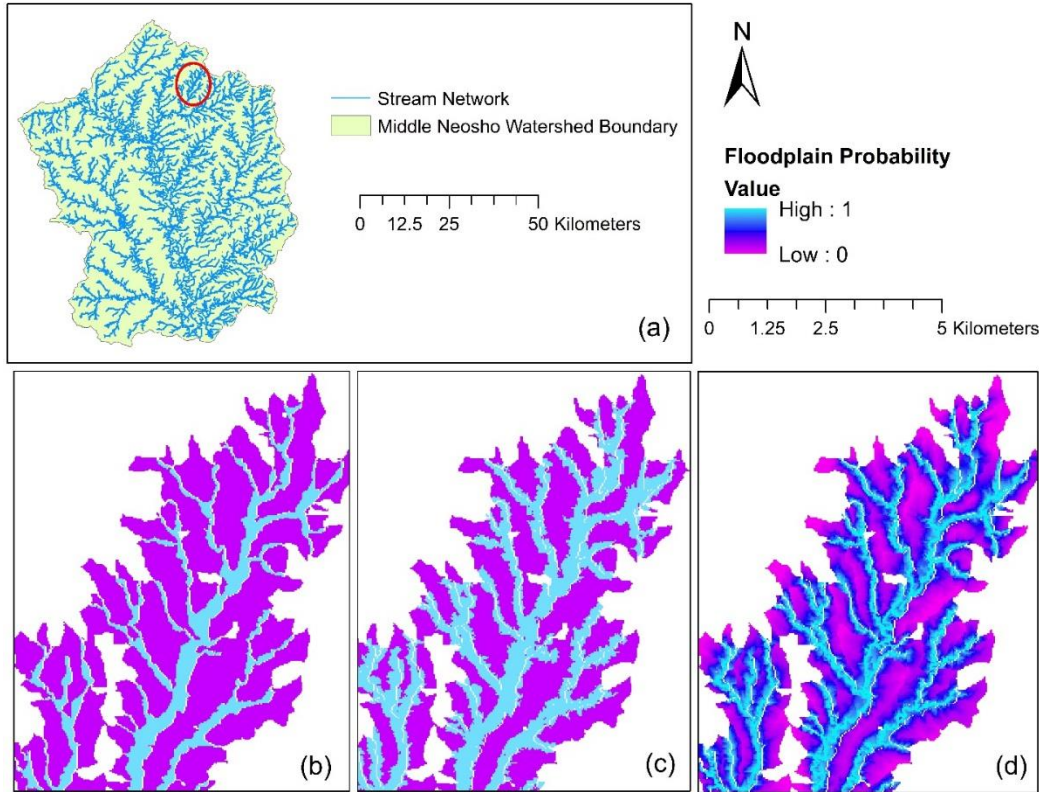 Stream Network
Middle Neosho Watershed Boundary
0 12.5 25 50 Kilometers
(a)
N
Floodplain Probability
Value
High : 1
Low : 0
0 1.25 2.5 5 Kilometers
(b)
(c)
(d)